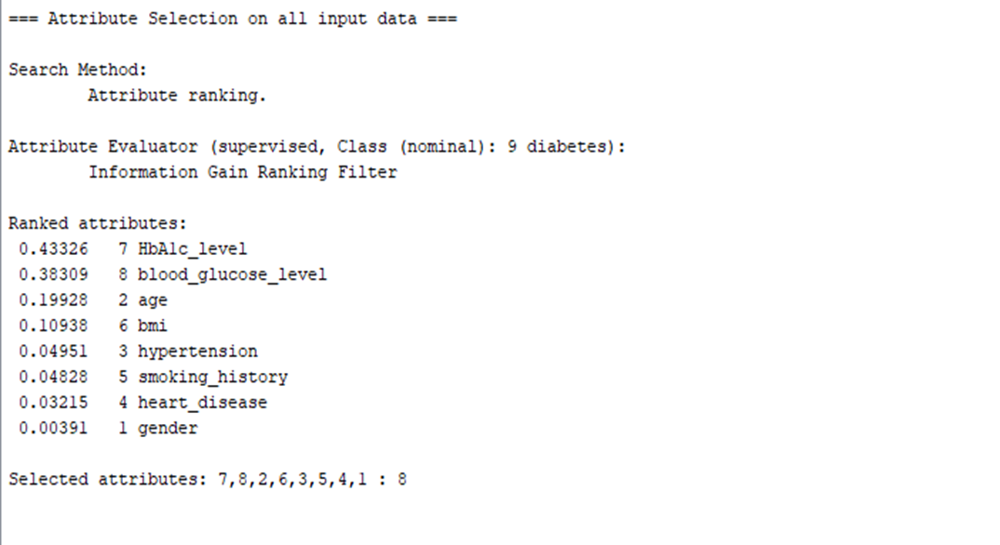 === Attribute Selection on all input data ===
Search Method:
Attribute ranking.
Attribute Evaluator (supervised, Class (nominal): 9 diabetes):
Information Gain Ranking Filter
Ranked attributes:
0.43326 7 HbA1c_level
0.38309 8 blood_glucose_level
0.19928 2 age
0.10938 6 bmi
0.04951 3 hypertension
0.04828 5 smoking_history
0.03215 4 heart_disease
0.00391 1 gender
Selected attributes: 7,8,2,6,3,5,4,1 : 8